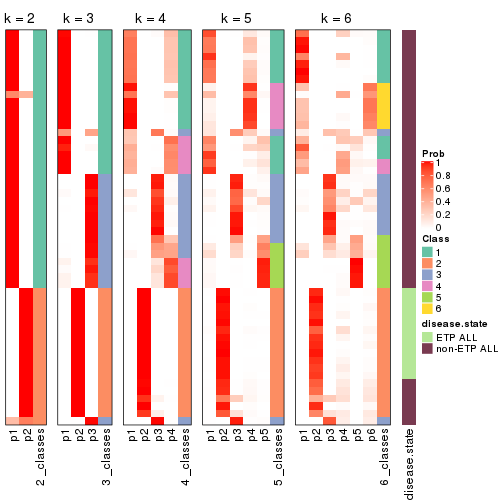 k = 2
k = 3
k = 4
k = 5
k = 6
Prob
1
0.8
0.6
0.4
0.2
0
Class
1
2
3
4
5
6
disease.state
ETP ALL
non-ETP ALL
p1
p2
2_classes
p1
p2
p3
3_classes
p1
p2
p3
p4
4_classes
p1
p2
p3
p4
p5
5_classes
p1
p2
p3
p4
p5
p6
6_classes
disease.state